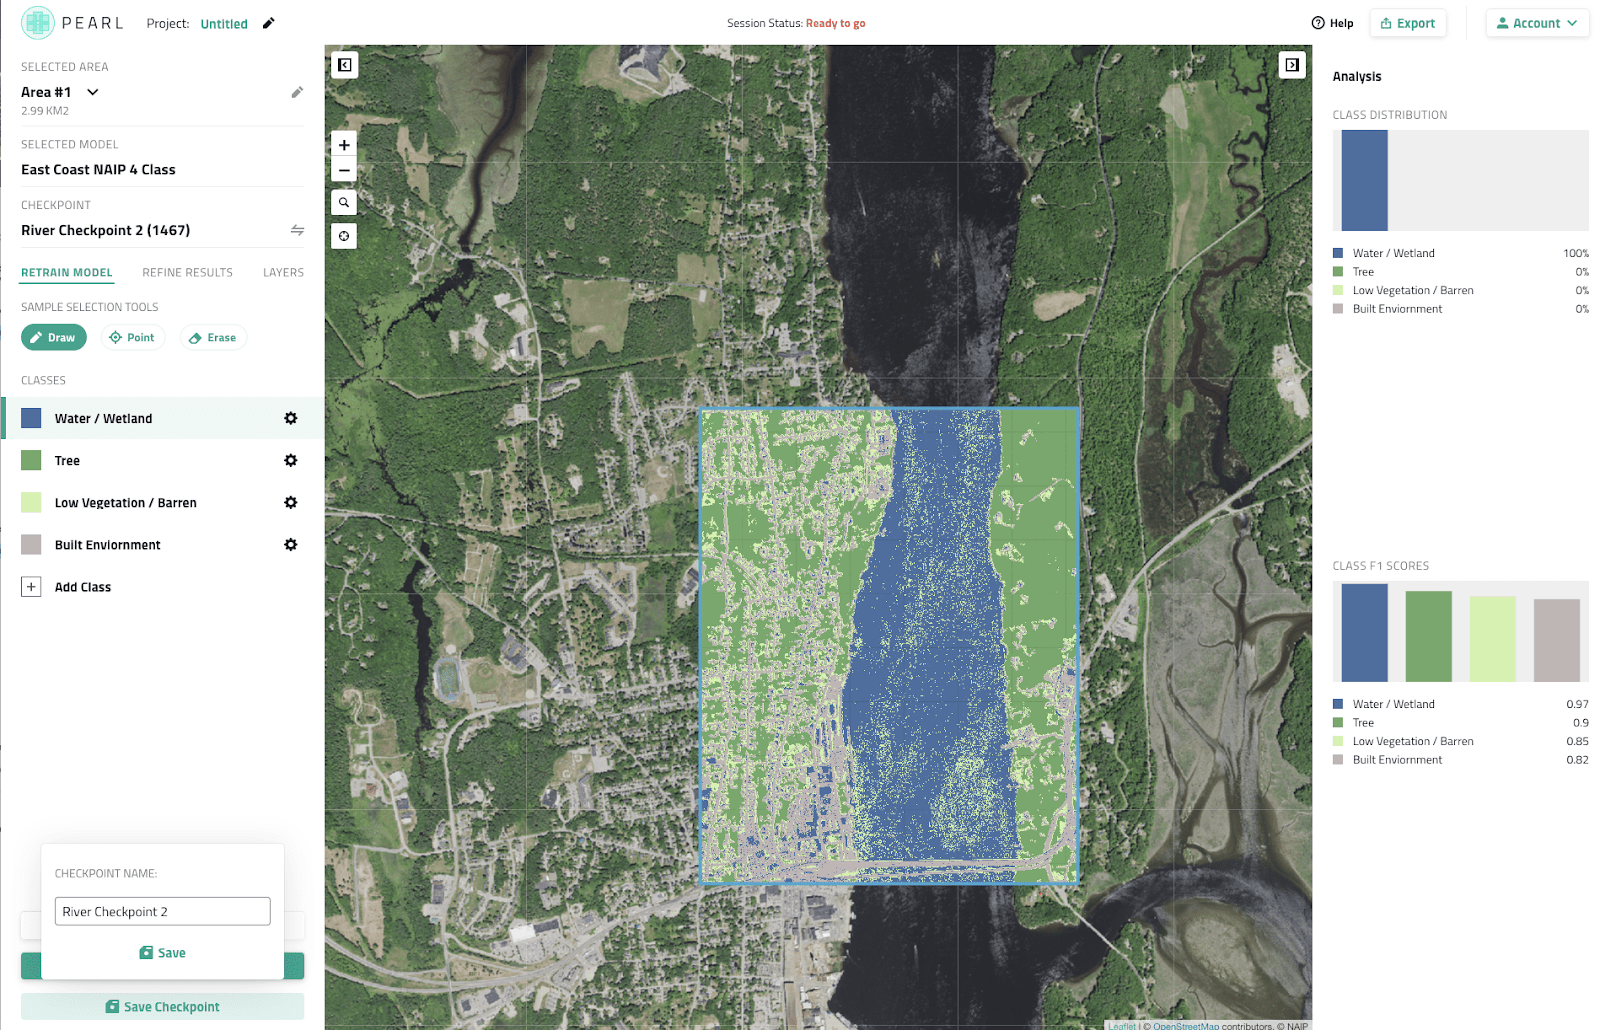 PEARL
Project: Untitled
Session Status: Ready to go
Help
Export
Account
SELECTED AREA
Area #1
2.99 KM2
SELECTED MODEL
East Coast NAIP 4 Class
CHECKPOINT
River Checkpoint 2 (1467)
RETRAIN MODEL REFINE RESULTS LAYERS
SAMPLE SELECTION TOOLS
Draw Point Erase
CLASSES
Water / Wetland
Tree
Low Vegetation / Barren
Built Enviornment
+ Add Class
CHECKPOINT NAME:
River Checkpoint 2
Save
Save Checkpoint
+
−
Leaflet | © OpenStreetMap contributors, © NAIP
Analysis
CLASS DISTRIBUTION
Water / Wetland 100%
Tree 0%
Low Vegetation / Barren 0%
Built Enviornment 0%
CLASS F1 SCORES
Water / Wetland 0.97
Tree 0.9
Low Vegetation / Barren 0.85
Built Enviornment 0.82